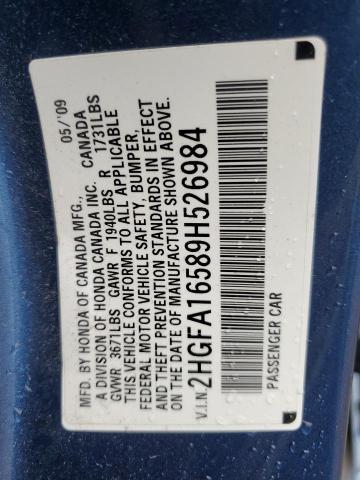 MFD. BY HONDA OF CANADA MFG.,
A DIVISION OF HONDA CANADA INC. CANADA 05/'09
GVWR 3671LBS GAWR F 1940LBS R 1731LBS
THIS VEHICLE CONFORMS TO ALL APPLICABLE
FEDERAL MOTOR VEHICLE SAFETY, BUMPER,
AND THEFT PREVENTION STANDARDS IN EFFECT
ON THE DATE OF MANUFACTURE SHOWN ABOVE.
V.I.N: 2HGFA16589H526984
PASSENGER CAR